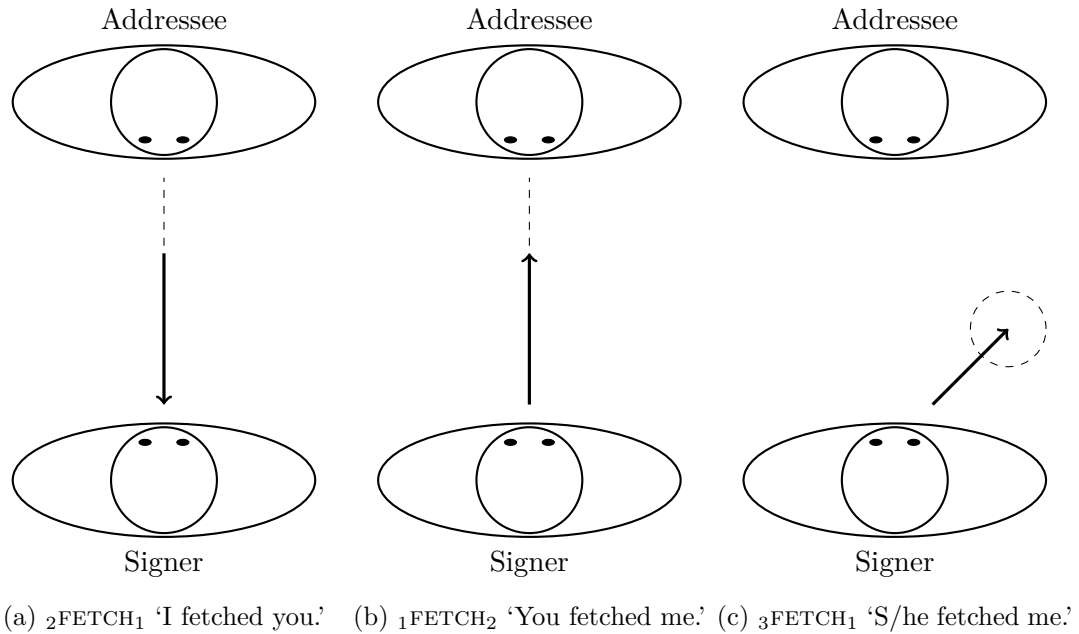 Addressee Addressee Addressee
Signer Signer Signer
(a) ₂FETCH₁ ‘I fetched you.’ (b) ₁FETCH₂ ‘You fetched me.’ (c) ₃FETCH₁ ‘S/he fetched me.’